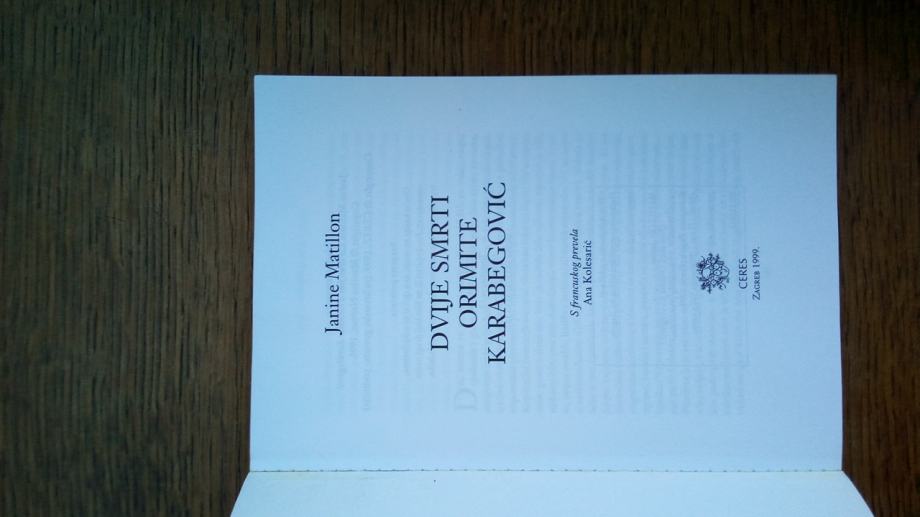 Janine Matillon
DVIJE SMRTI
ORIMITE
KARABEGOVIĆ
S francuskog prevela
Ana Kolesarić
CERES
ZAGREB 1999.